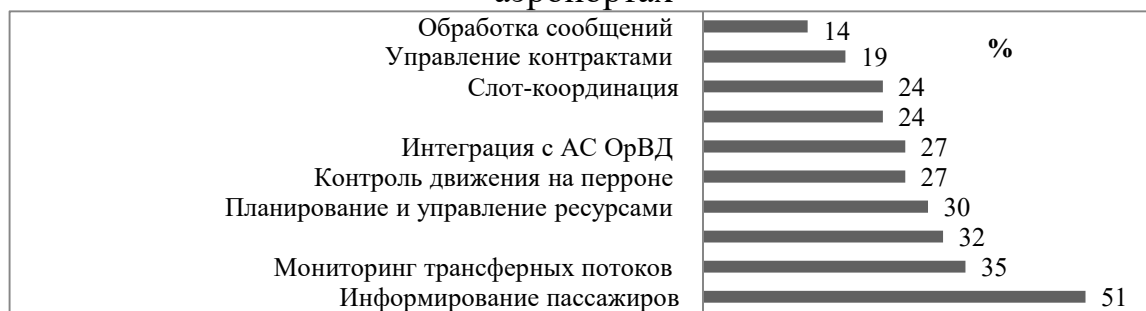 аэропортах
Обработка сообщений 14
%
Управление контрактами 19
Слот-координация 24
24
Интеграция с АС ОрВД 27
Контроль движения на перроне 27
Планирование и управление ресурсами 30
32
Мониторинг трансферных потоков 35
Информирование пассажиров 51